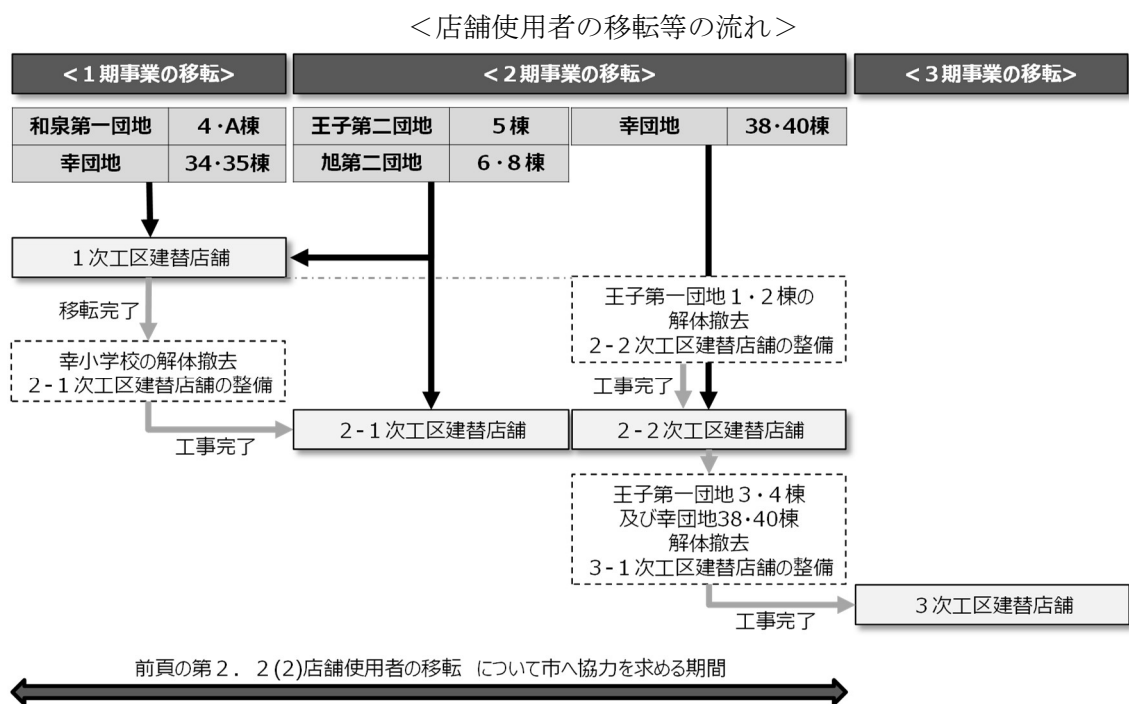 ＜店舗使用者の移転等の流れ＞
＜１期事業の移転＞
＜２期事業の移転＞
＜３期事業の移転＞
和泉第一団地 ４・A棟
幸団地 34・35棟
王子第二団地 ５棟
旭第二団地 ６・８棟
幸団地 38・40棟
１次工区建替店舗
移転完了
幸小学校の解体撤去
２-１次工区建替店舗の整備
工事完了
王子第一団地１・２棟の
解体撤去
２-２次工区建替店舗の整備
工事完了
２-１次工区建替店舗
２-２次工区建替店舗
王子第一団地３・４棟
及び幸団地38・40棟
解体撤去
３-１次工区建替店舗の整備
工事完了
３次工区建替店舗
前頁の第２．２(２)店舗使用者の移転 について市へ協力を求める期間